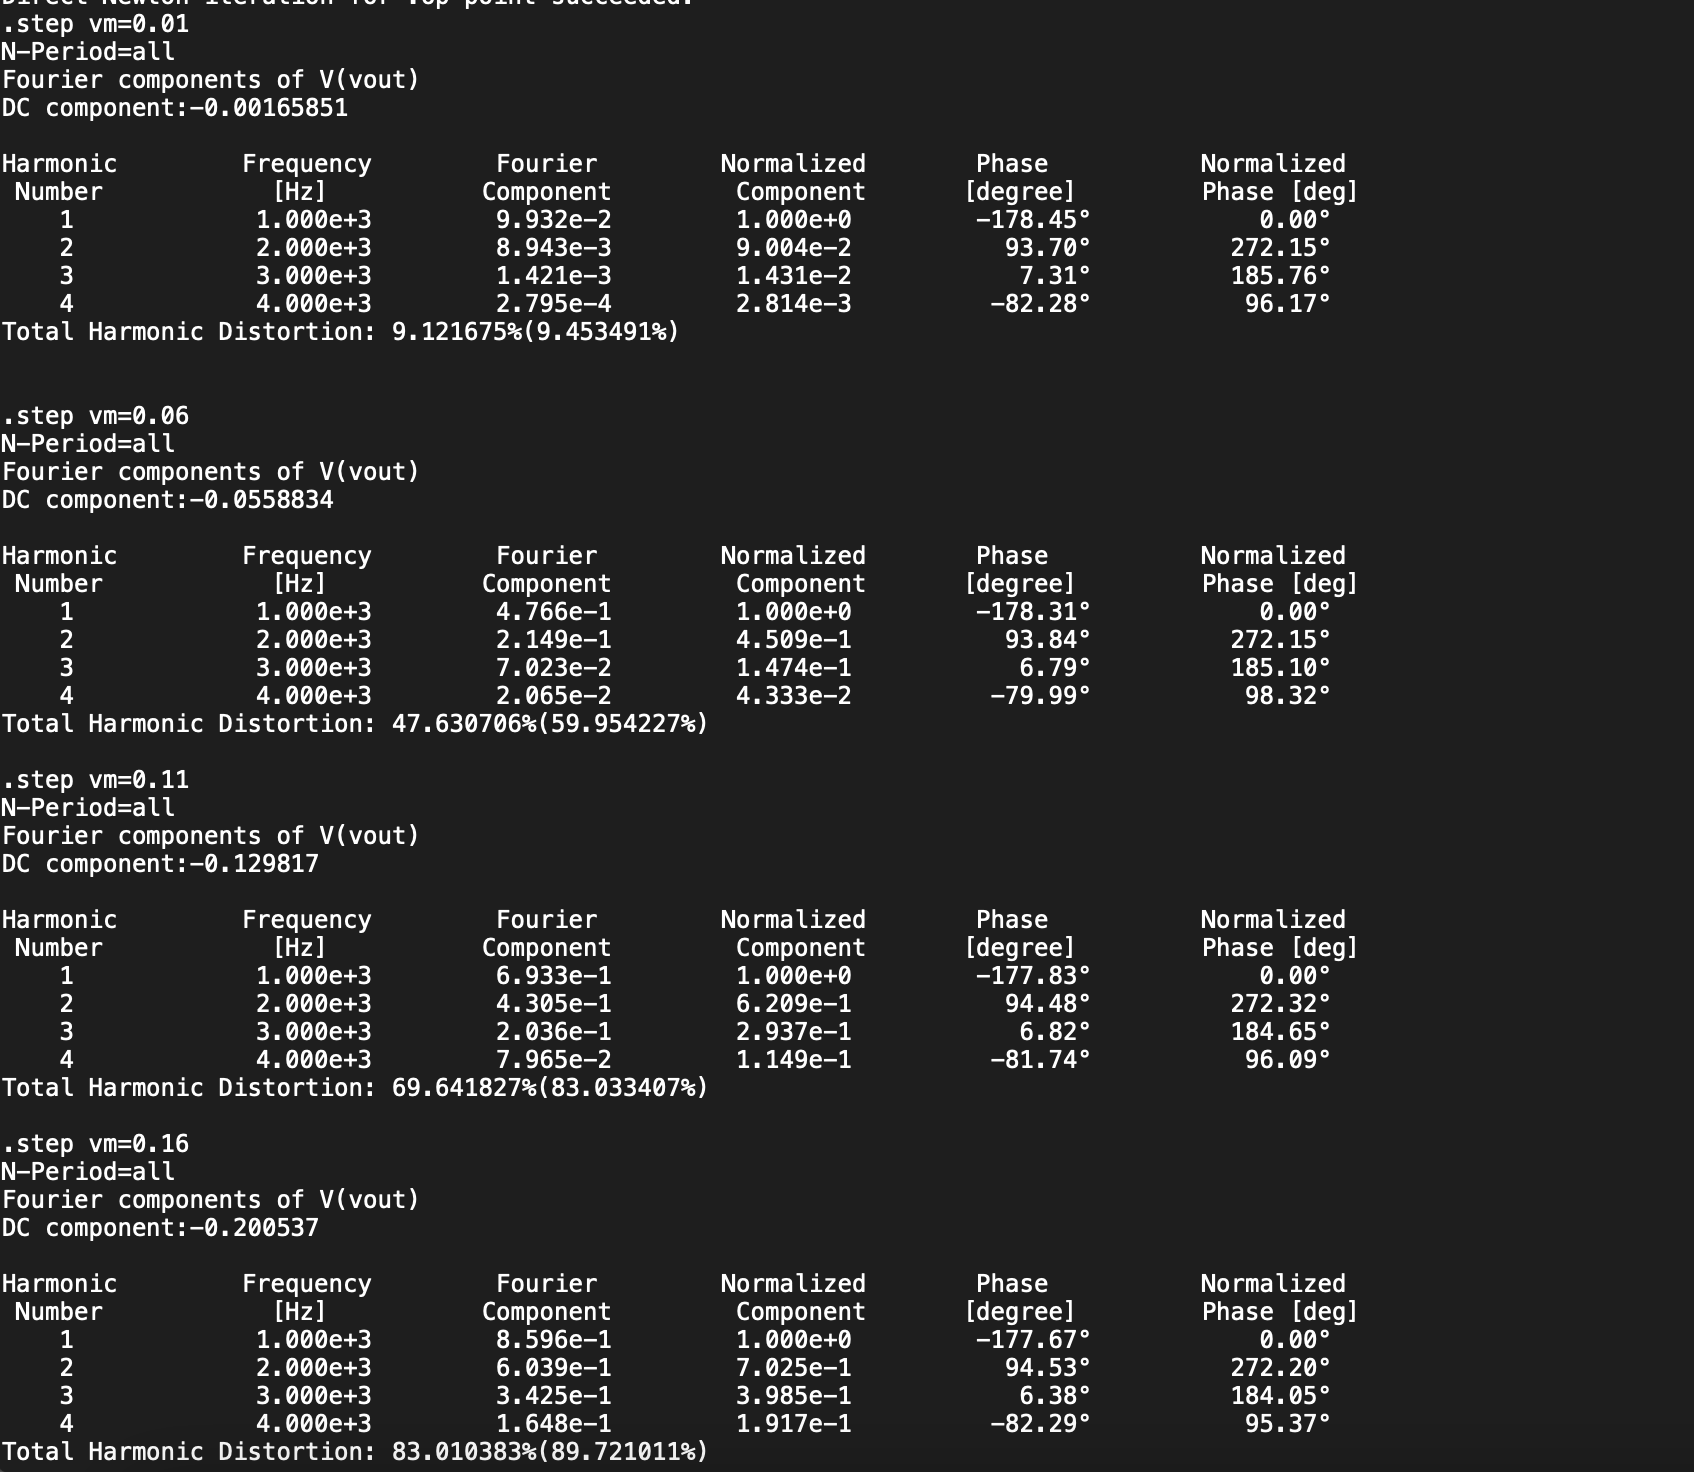 Direct Newton iteration for .op point succeeded.
.step vm=0.01
N-Period=all
Fourier components of V(vout)
DC component:-0.00165851
Harmonic Frequency Fourier Normalized Phase Normalized
Number [Hz] Component Component [degree] Phase [deg]
1 1.000e+3 9.932e-2 1.000e+0 -178.45° 0.00°
2 2.000e+3 8.943e-3 9.004e-2 93.70° 272.15°
3 3.000e+3 1.421e-3 1.431e-2 7.31° 185.76°
4 4.000e+3 2.795e-4 2.814e-3 -82.28° 96.17°
Total Harmonic Distortion: 9.121675%(9.453491%)
.step vm=0.06
N-Period=all
Fourier components of V(vout)
DC component:-0.0558834
Harmonic Frequency Fourier Normalized Phase Normalized
Number [Hz] Component Component [degree] Phase [deg]
1 1.000e+3 4.766e-1 1.000e+0 -178.31° 0.00°
2 2.000e+3 2.149e-1 4.509e-1 93.84° 272.15°
3 3.000e+3 7.023e-2 1.474e-1 6.79° 185.10°
4 4.000e+3 2.065e-2 4.333e-2 -79.99° 98.32°
Total Harmonic Distortion: 47.630706%(59.954227%)
.step vm=0.11
N-Period=all
Fourier components of V(vout)
DC component:-0.129817
Harmonic Frequency Fourier Normalized Phase Normalized
Number [Hz] Component Component [degree] Phase [deg]
1 1.000e+3 6.933e-1 1.000e+0 -177.83° 0.00°
2 2.000e+3 4.305e-1 6.209e-1 94.48° 272.32°
3 3.000e+3 2.036e-1 2.937e-1 6.82° 184.65°
4 4.000e+3 7.965e-2 1.149e-1 -81.74° 96.09°
Total Harmonic Distortion: 69.641827%(83.033407%)
.step vm=0.16
N-Period=all
Fourier components of V(vout)
DC component:-0.200537
Harmonic Frequency Fourier Normalized Phase Normalized
Number [Hz] Component Component [degree] Phase [deg]
1 1.000e+3 8.596e-1 1.000e+0 -177.67° 0.00°
2 2.000e+3 6.039e-1 7.025e-1 94.53° 272.20°
3 3.000e+3 3.425e-1 3.985e-1 6.38° 184.05°
4 4.000e+3 1.648e-1 1.917e-1 -82.29° 95.37°
Total Harmonic Distortion: 83.010383%(89.721011%)